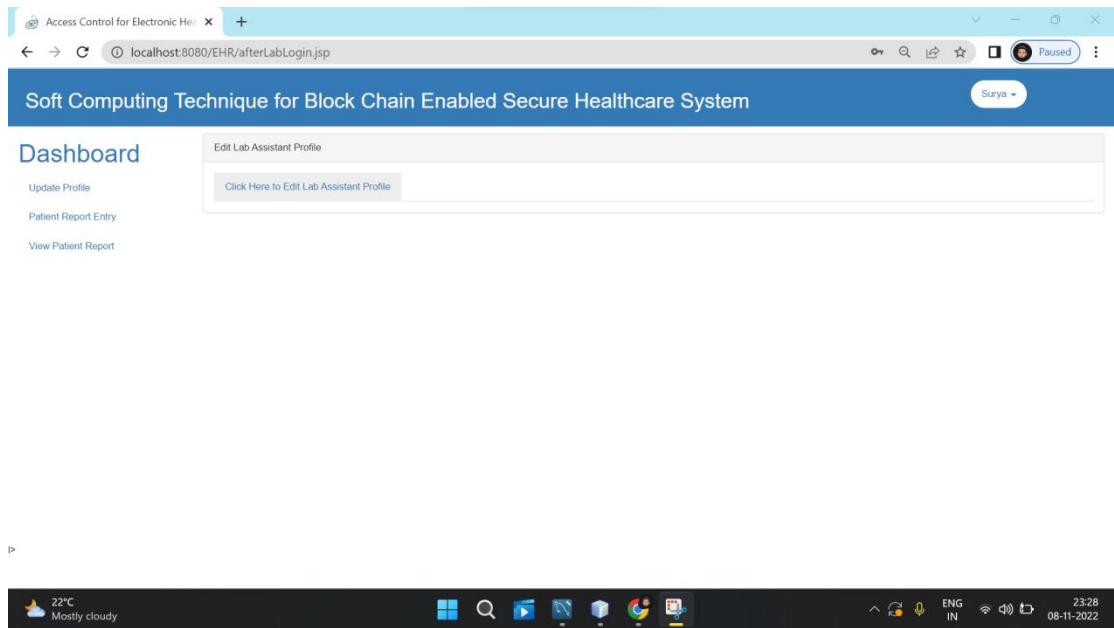 Access Control for Electronic Hea
localhost:8080/EHR/afterLabLogin.jsp
Paused
Soft Computing Technique for Block Chain Enabled Secure Healthcare System
Surya
Dashboard
Edit Lab Assistant Profile
Update Profile
Click Here to Edit Lab Assistant Profile
Patient Report Entry
View Patient Report
I>
22°C
Mostly cloudy
ENG
IN
23:28
08-11-2022